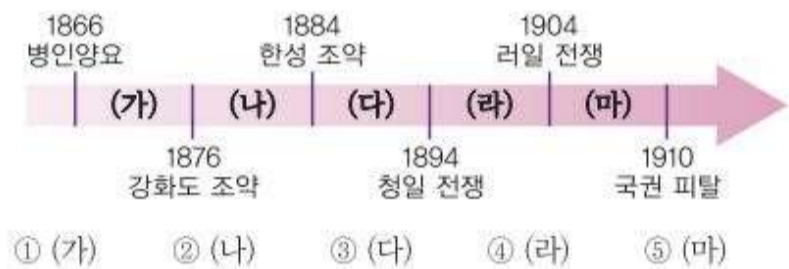 1866 1884 1904
병인양요 한성 조약 러일 전쟁
(가) (나) (다) (라) (마)
1876 1894 1910
강화도 조약 청일 전쟁 국권 피탈
① (가) ② (나) ③ (다) ④ (라) ⑤ (마)